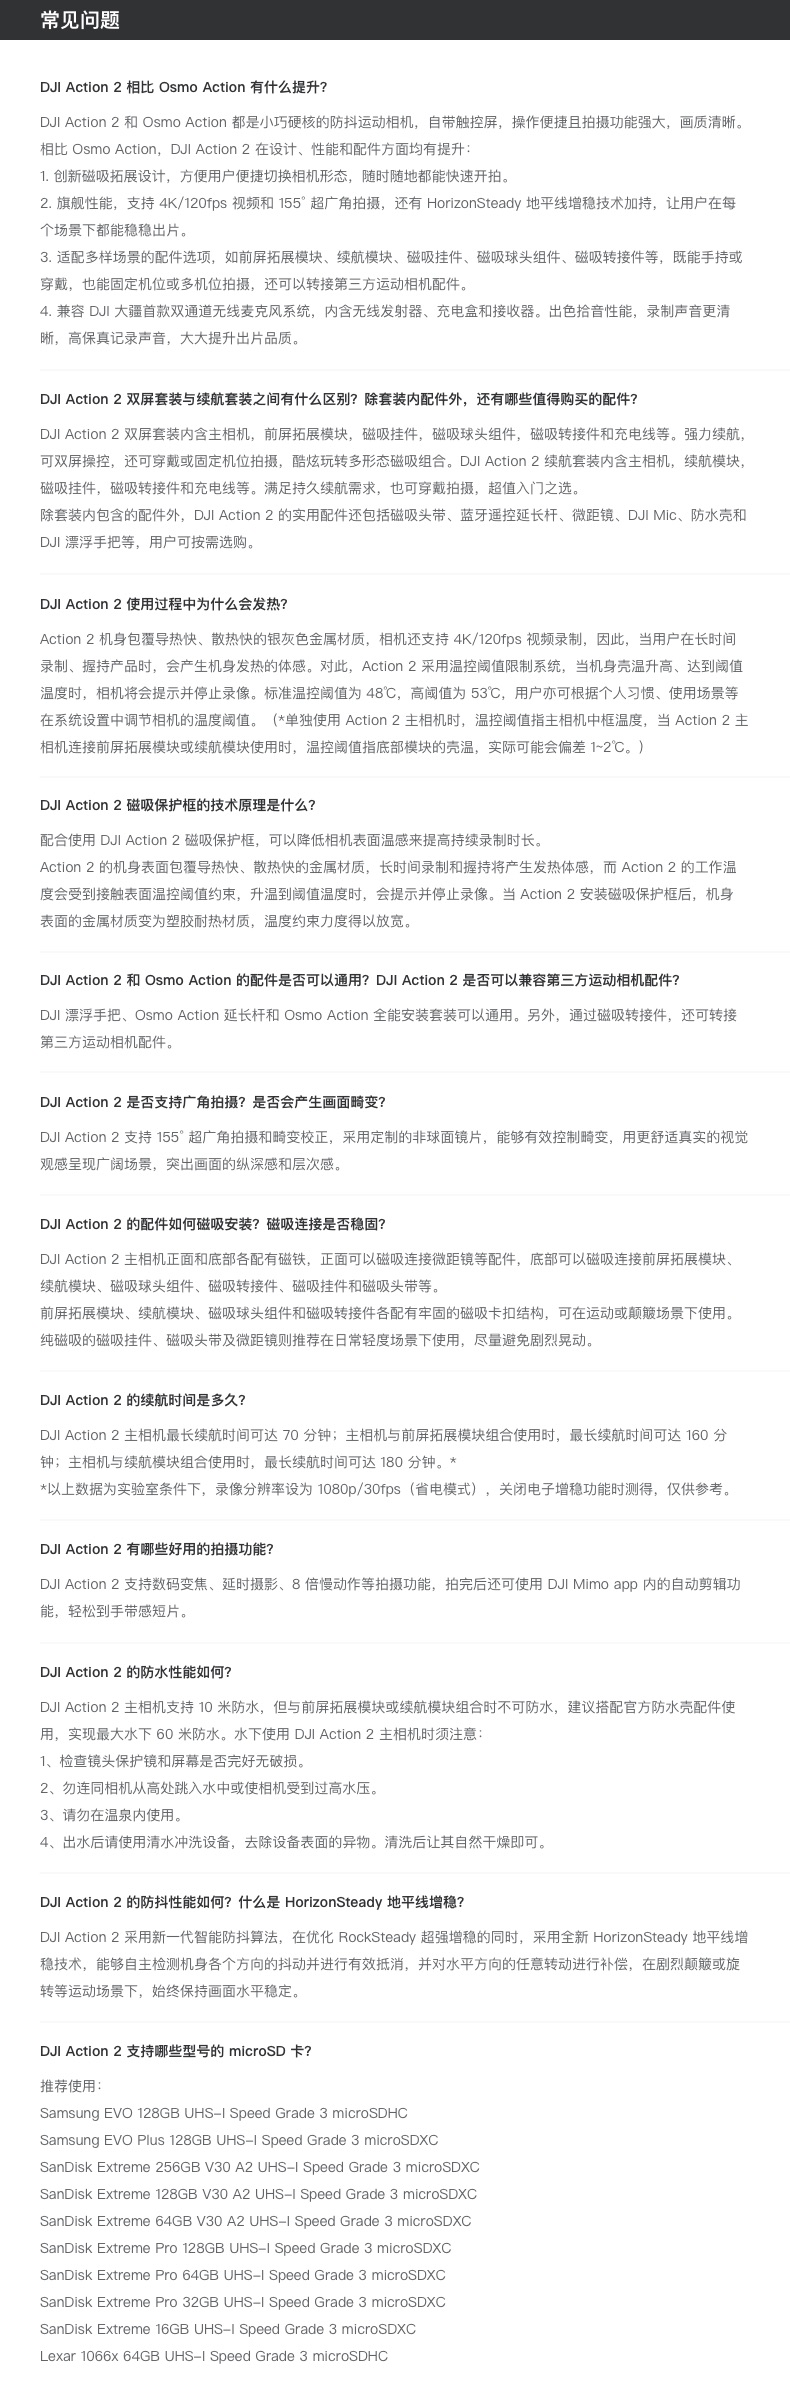 常见问题
DJI Action 2 相比 Osmo Action 有什么提升？
DJI Action 2 和 Osmo Action 都是小巧硬核的防抖运动相机，自带触控屏，操作便捷且拍摄功能强大，画质清晰。
相比 Osmo Action，DJI Action 2 在设计、性能和配件方面均有提升：
1. 创新磁吸拓展设计，方便用户便捷切换相机形态，随时随地都能快速开拍。
2. 旗舰性能，支持 4K/120fps 视频和 155° 超广角拍摄，还有 HorizonSteady 地平线增稳技术加持，让用户在每
个场景下都能稳稳出片。
3. 适配多样场景的配件选项，如前屏拓展模块、续航模块、磁吸挂件、磁吸球头组件、磁吸转接件等，既能手持或
穿戴，也能固定机位或多机位拍摄，还可以转接第三方运动相机配件。
4. 兼容 DJI 大疆首款双通道无线麦克风系统，内含无线发射器、充电盒和接收器。出色拾音性能，录制声音更清
晰，高保真记录声音，大大提升出片品质。
DJI Action 2 双屏套装与续航套装之间有什么区别？除套装内配件外，还有哪些值得购买的配件？
DJI Action 2 双屏套装内含主相机，前屏拓展模块，磁吸挂件，磁吸球头组件，磁吸转接件和充电线等。强力续航，
可双屏操控，还可穿戴或固定机位拍摄，酷炫玩转多形态磁吸组合。DJI Action 2 续航套装内含主相机，续航模块，
磁吸挂件，磁吸转接件和充电线等。满足持久续航需求，也可穿戴拍摄，超值入门之选。
除套装内包含的配件外，DJI Action 2 的实用配件还包括磁吸头带、蓝牙遥控延长杆、微距镜、DJI Mic、防水壳和
DJI 漂浮手把等，用户可按需选购。
DJI Action 2 使用过程中为什么会发热？
Action 2 机身包覆导热快、散热快的银灰色金属材质，相机还支持 4K/120fps 视频录制，因此，当用户在长时间
录制、握持产品时，会产生机身发热的体感。对此，Action 2 采用温控阈值限制系统，当机身壳温升高、达到阈值
温度时，相机将会提示并停止录像。标准温控阈值为 48℃，高阈值为 53℃，用户亦可根据个人习惯、使用场景等
在系统设置中调节相机的温度阈值。（*单独使用 Action 2 主相机时，温控阈值指主相机中框温度，当 Action 2 主
相机连接前屏拓展模块或续航模块使用时，温控阈值指底部模块的壳温，实际可能会偏差 1~2℃。）
DJI Action 2 磁吸保护框的技术原理是什么？
配合使用 DJI Action 2 磁吸保护框，可以降低相机表面温感来提高持续录制时长。
Action 2 的机身表面包覆导热快、散热快的金属材质，长时间录制和握持将产生发热体感，而 Action 2 的工作温
度会受到接触表面温控阈值约束，升温到阈值温度时，会提示并停止录像。当 Action 2 安装磁吸保护框后，机身
表面的金属材质变为塑胶耐热材质，温度约束力度得以放宽。
DJI Action 2 和 Osmo Action 的配件是否可以通用？DJI Action 2 是否可以兼容第三方运动相机配件？
DJI 漂浮手把、Osmo Action 延长杆和 Osmo Action 全能安装套装可以通用。另外，通过磁吸转接件，还可转接
第三方运动相机配件。
DJI Action 2 是否支持广角拍摄？是否会产生画面畸变？
DJI Action 2 支持 155° 超广角拍摄和畸变校正，采用定制的非球面镜片，能够有效控制畸变，用更舒适真实的视觉
观感呈现广阔场景，突出画面的纵深感和层次感。
DJI Action 2 的配件如何磁吸安装？磁吸连接是否稳固？
DJI Action 2 主相机正面和底部各配有磁铁，正面可以磁吸连接微距镜等配件，底部可以磁吸连接前屏拓展模块、
续航模块、磁吸球头组件、磁吸转接件、磁吸挂件和磁吸头带等。
前屏拓展模块、续航模块、磁吸球头组件和磁吸转接件各配有牢固的磁吸卡扣结构，可在运动或颠簸场景下使用。
纯磁吸的磁吸挂件、磁吸头带及微距镜则推荐在日常轻度场景下使用，尽量避免剧烈晃动。
DJI Action 2 的续航时间是多久？
DJI Action 2 主相机最长续航时间可达 70 分钟；主相机与前屏拓展模块组合使用时，最长续航时间可达 160 分
钟；主相机与续航模块组合使用时，最长续航时间可达 180 分钟。*
*以上数据为实验室条件下，录像分辨率设为 1080p/30fps（省电模式），关闭电子增稳功能时测得，仅供参考。
DJI Action 2 有哪些好用的拍摄功能？
DJI Action 2 支持数码变焦、延时摄影、8 倍慢动作等拍摄功能，拍完后还可使用 DJI Mimo app 内的自动剪辑功
能，轻松到手带感短片。
DJI Action 2 的防水性能如何？
DJI Action 2 主相机支持 10 米防水，但与前屏拓展模块或续航模块组合时不可防水，建议搭配官方防水壳配件使
用，实现最大水下 60 米防水。水下使用 DJI Action 2 主相机时须注意：
1、检查镜头保护镜和屏幕是否完好无破损。
2、勿连同相机从高处跳入水中或使相机受到过高水压。
3、请勿在温泉内使用。
4、出水后请使用清水冲洗设备，去除设备表面的异物。清洗后让其自然干燥即可。
DJI Action 2 的防抖性能如何？什么是 HorizonSteady 地平线增稳？
DJI Action 2 采用新一代智能防抖算法，在优化 RockSteady 超强增稳的同时，采用全新 HorizonSteady 地平线增
稳技术，能够自主检测机身各个方向的抖动并进行有效抵消，并对水平方向的任意转动进行补偿，在剧烈颠簸或旋
转等运动场景下，始终保持画面水平稳定。
DJI Action 2 支持哪些型号的 microSD 卡？
推荐使用：
Samsung EVO 128GB UHS-I Speed Grade 3 microSDHC
Samsung EVO Plus 128GB UHS-I Speed Grade 3 microSDXC
SanDisk Extreme 256GB V30 A2 UHS-I Speed Grade 3 microSDXC
SanDisk Extreme 128GB V30 A2 UHS-I Speed Grade 3 microSDXC
SanDisk Extreme 64GB V30 A2 UHS-I Speed Grade 3 microSDXC
SanDisk Extreme Pro 128GB UHS-I Speed Grade 3 microSDXC
SanDisk Extreme Pro 64GB UHS-I Speed Grade 3 microSDXC
SanDisk Extreme Pro 32GB UHS-I Speed Grade 3 microSDXC
SanDisk Extreme 16GB UHS-I Speed Grade 3 microSDXC
Lexar 1066x 64GB UHS-I Speed Grade 3 microSDHC